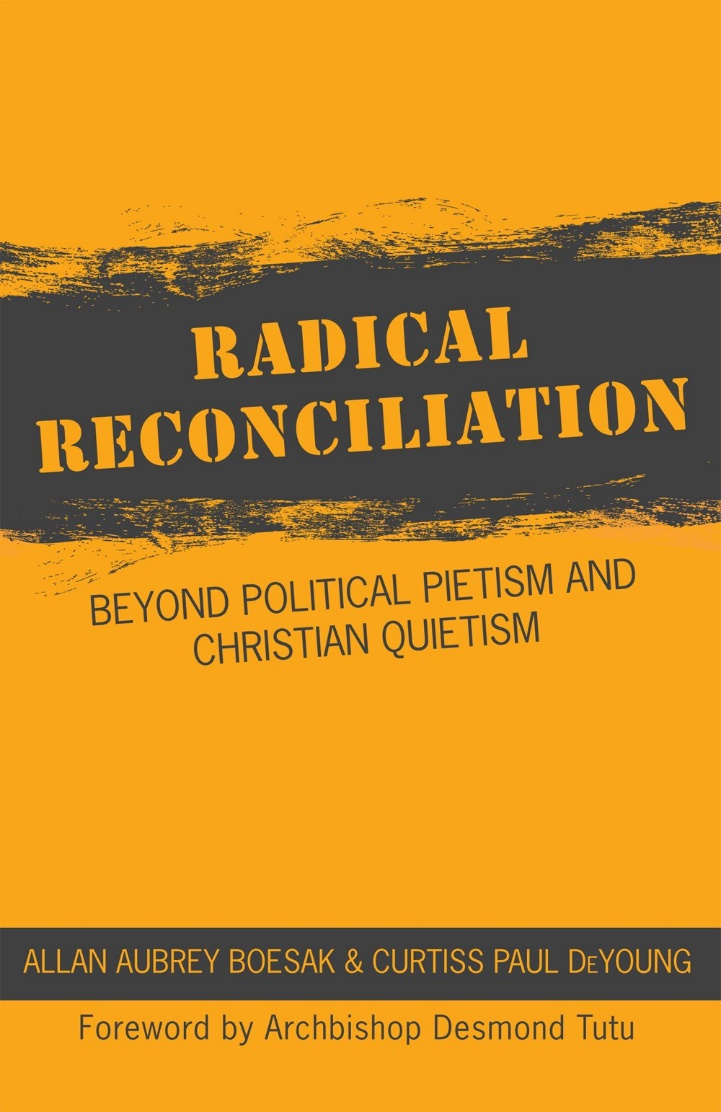 RADICAL
RECONCILIATION
BEYOND POLITICAL PIETISM AND
CHRISTIAN QUIETISM
ALLAN AUBREY BOESAK & CURTISS PAUL DEYOUNG
Foreword by Archbishop Desmond Tutu